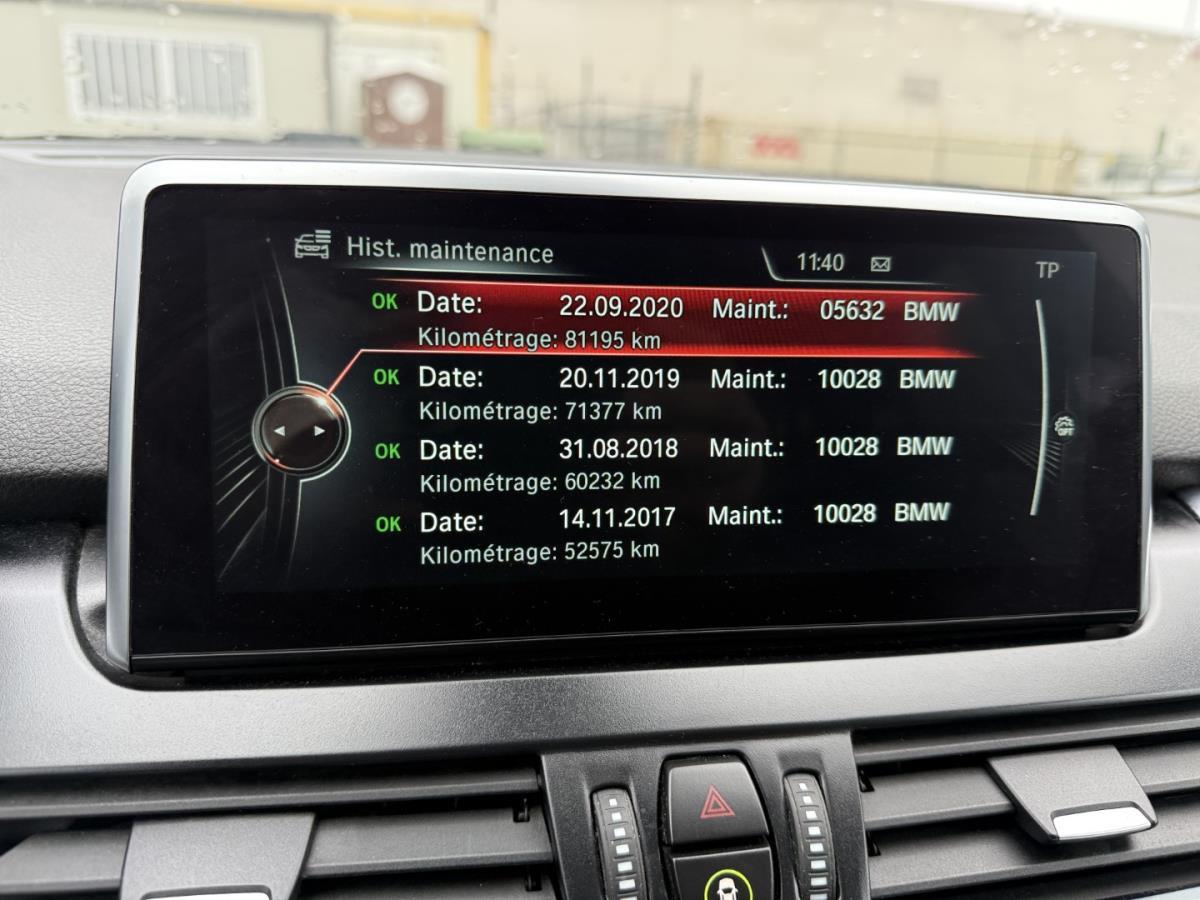 Hist. maintenance
11:40
TP
OK Date: 22.09.2020 Maint.: 05632 BMW
Kilométrage: 81195 km
OK Date: 20.11.2019 Maint.: 10028 BMW
Kilométrage: 71377 km
OFF
OK Date: 31.08.2018 Maint.: 10028 BMW
Kilométrage: 60232 km
OK Date: 14.11.2017 Maint.: 10028 BMW
Kilométrage: 52575 km